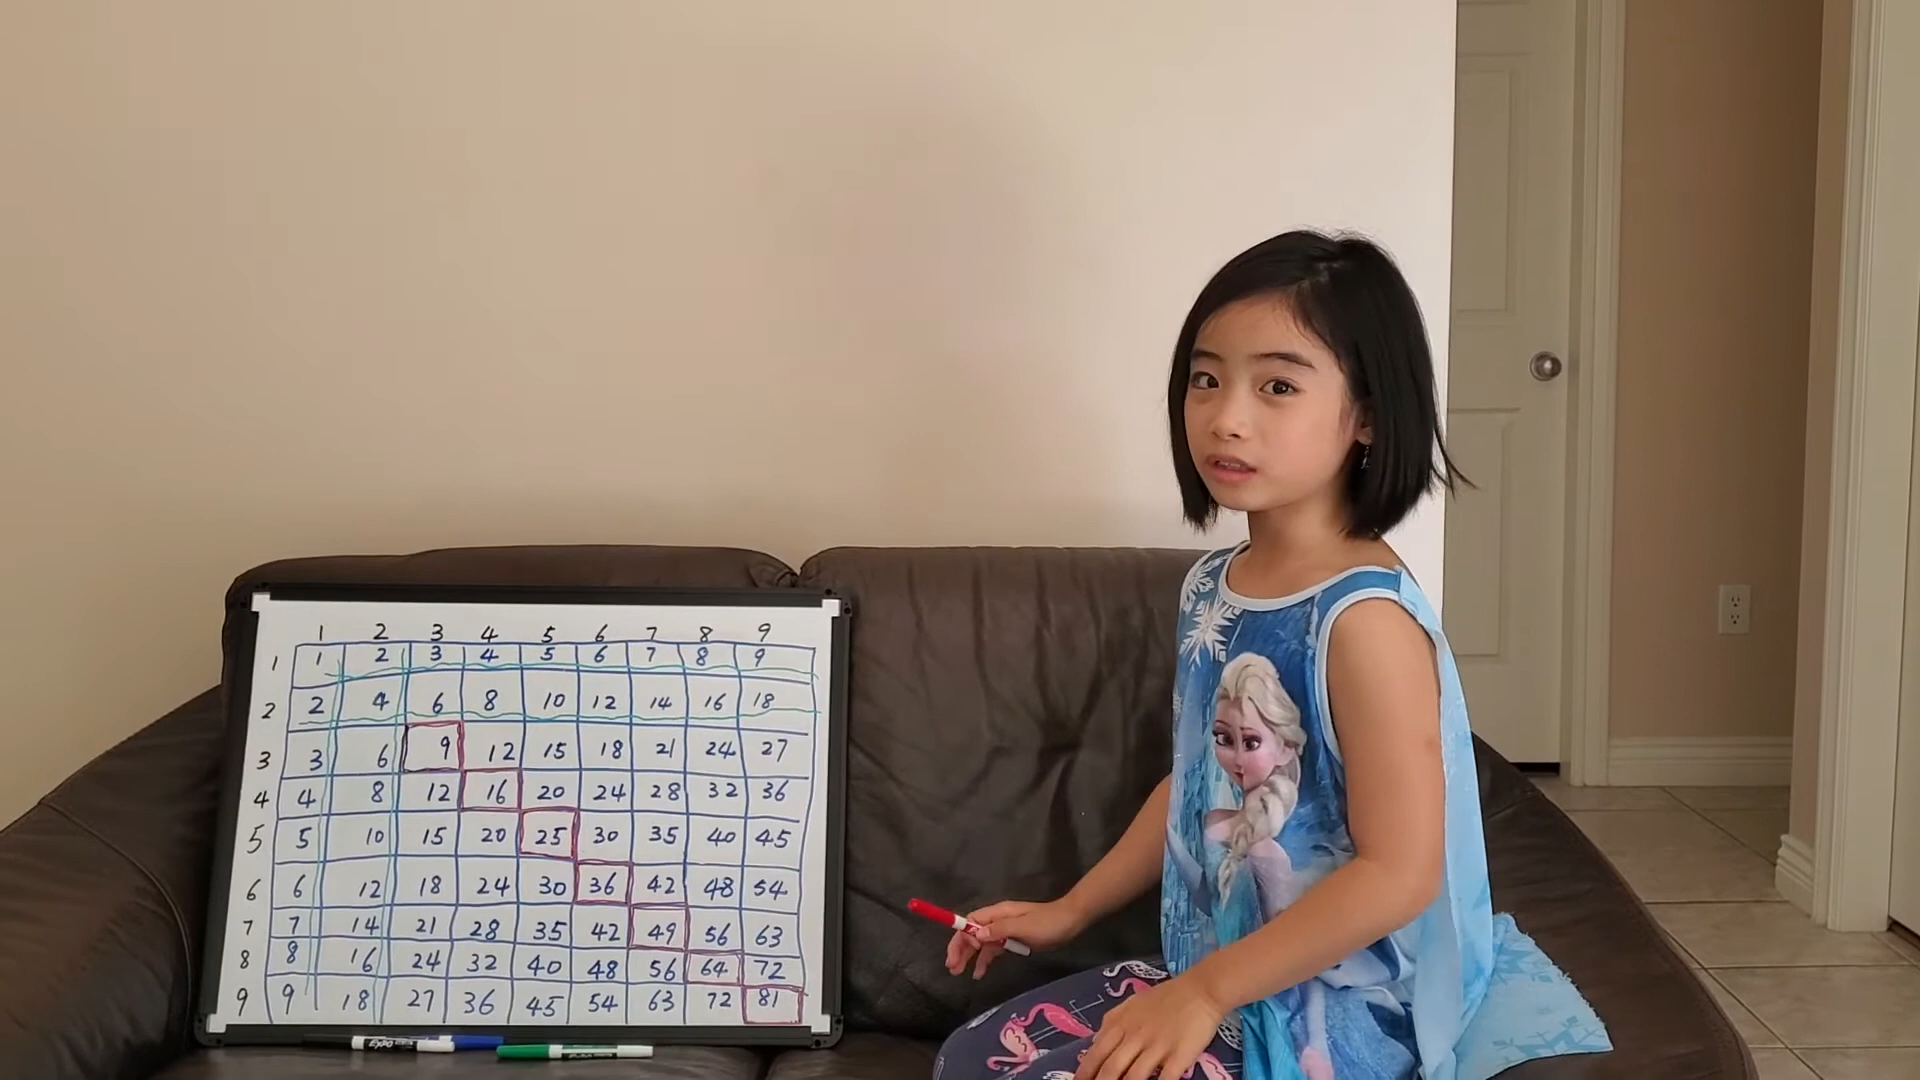 1 2 3 4 5 6 7 8 9
1 1 2 3 4 5 6 7 8 9
2 2 4 6 8 10 12 14 16 18
3 3 6 9 12 15 18 21 24 27
4 4 8 12 16 20 24 28 32 36
5 5 10 15 20 25 30 35 40 45
6 6 12 18 24 30 36 42 48 54
7 7 14 21 28 35 42 49 56 63
8 8 16 24 32 40 48 56 64 72
9 9 18 27 36 45 54 63 72 81
EXPO